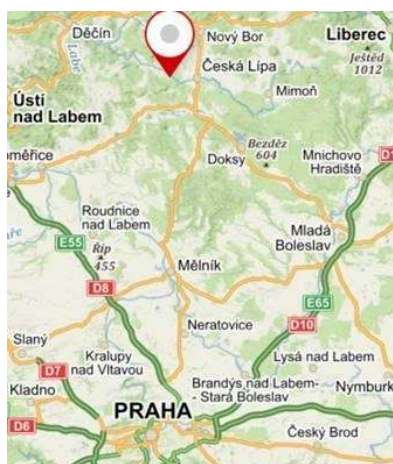 Děčín
Nový Bor
Liberec
Labe
Ještěd
1012
Česká Lípa
Ústí
nad Labem
Mimoň
oměřice
Doksy
Bezděz
604
Mnichovo
Hradiště
D1
Roudnice
nad Labem
Mladá
Boleslav
E55
Říp
455
Mělník
D8
E65
Neratovice
D10
Slaný
Kralupy
nad Vltavou
Lysá nad Labem
D7
Kladno
Brandýs nad Labem-
- Stará Boleslav
Nymburk
PRAHA
D6
Český Brod